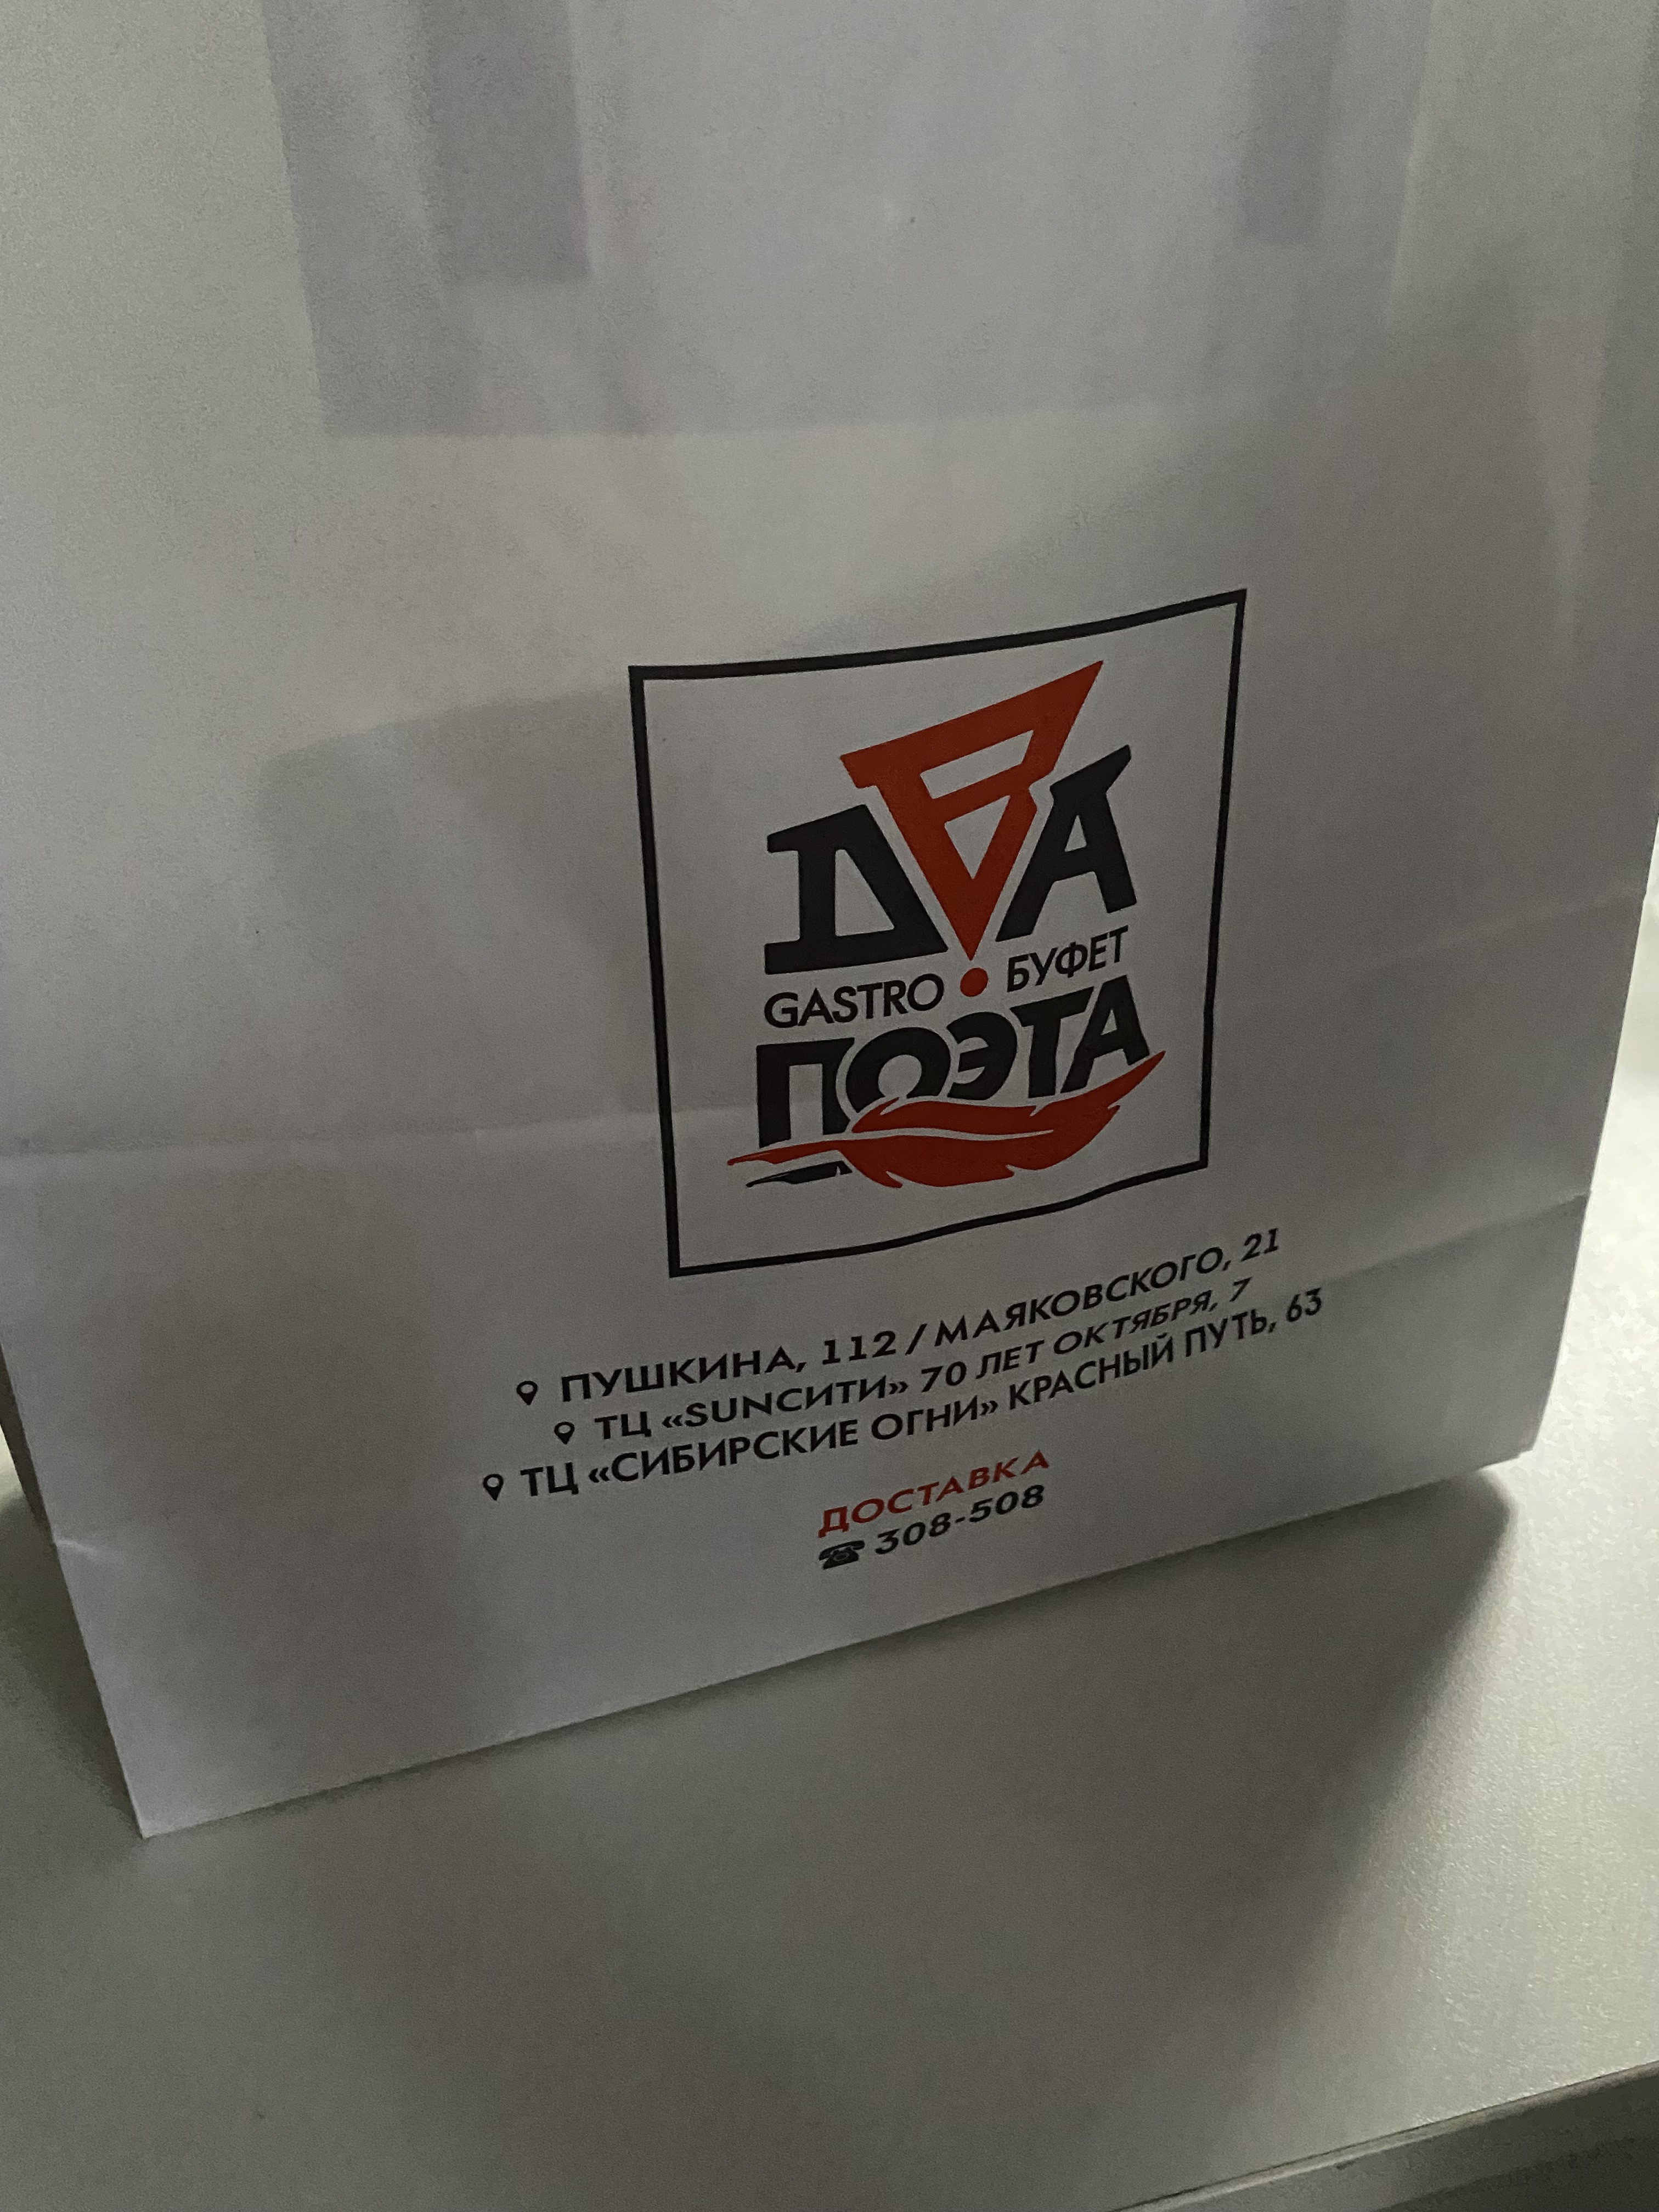 ДВА
GASTRO • БУФЕТ
ПОЭТА
ПУШКИНА, 112 / МАЯКОВСКОГО, 21
ТЦ «SUNСИТИ» 70 ЛЕТ ОКТЯБРЯ, 7
ТЦ «СИБИРСКИЕ ОГНИ» КРАСНЫЙ ПУТЬ, 63
ДОСТАВКА
☎ 308-508